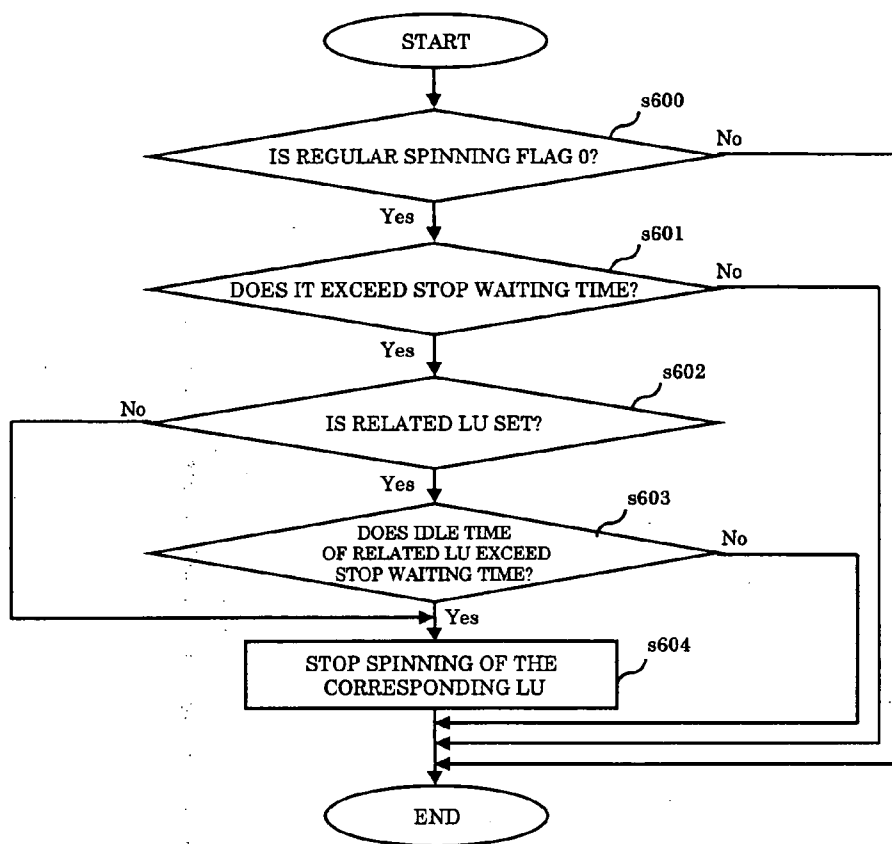 START
s600
IS REGULAR SPINNING FLAG 0?
No
Yes
s601
DOES IT EXCEED STOP WAITING TIME?
No
Yes
s602
No
IS RELATED LU SET?
Yes
s603
DOES IDLE TIME
OF RELATED LU EXCEED
STOP WAITING TIME?
No
Yes
s604
STOP SPINNING OF THE
CORRESPONDING LU
END